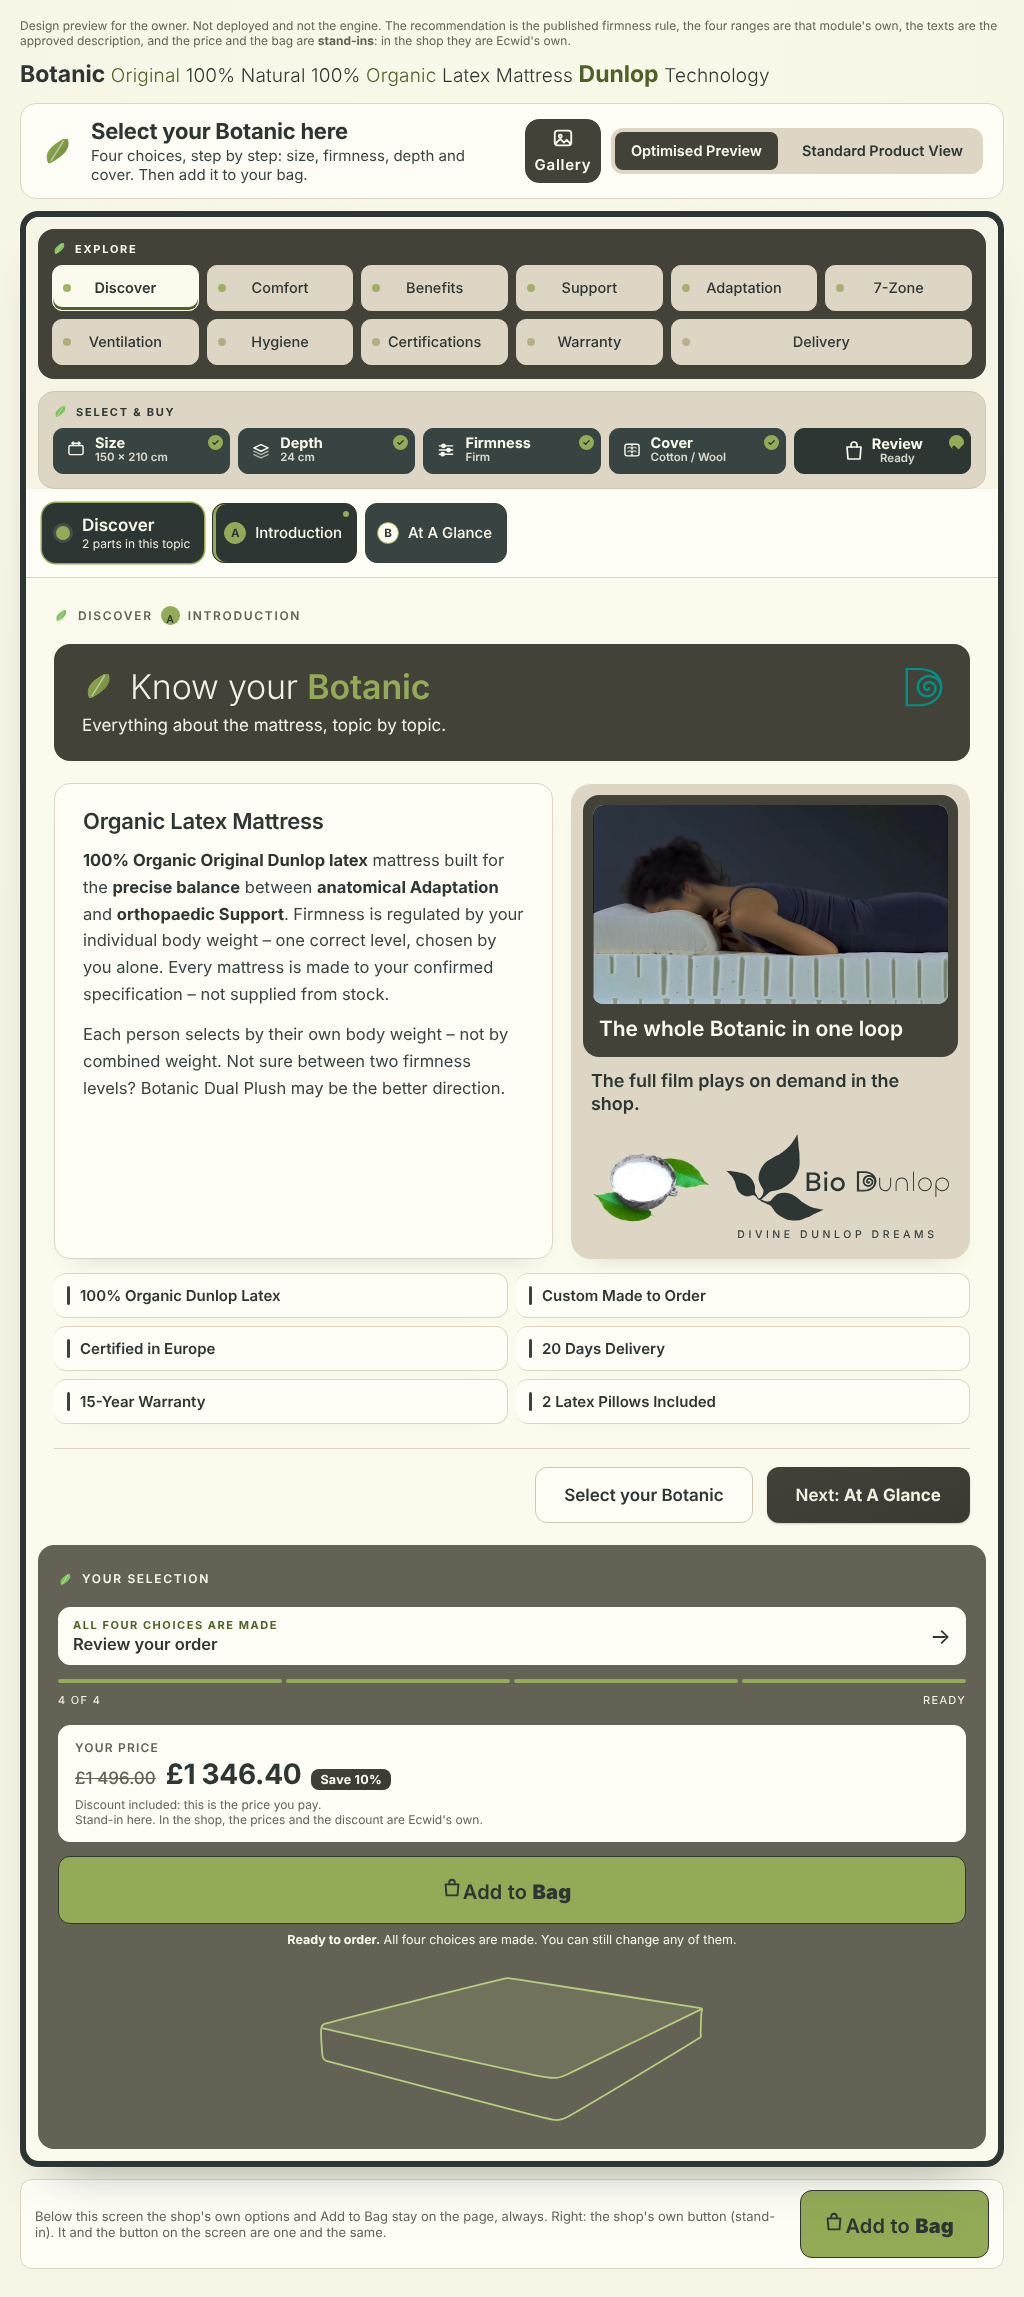 Design preview for the owner. Not deployed and not the engine. The recommendation is the published firmness rule, the four ranges are that module's own, the texts are the
approved description, and the price and the bag are stand-ins: in the shop they are Ecwid's own.
Botanic Original 100% Natural 100% Organic Latex Mattress Dunlop Technology
Select your Botanic here
Four choices, step by step: size, firmness, depth and
cover. Then add it to your bag.
Gallery
Optimised Preview
Standard Product View
EXPLORE
Discover
Comfort
Benefits
Support
Adaptation
7-Zone
Ventilation
Hygiene
Certifications
Warranty
Delivery
SELECT & BUY
Size
150 × 210 cm
Depth
24 cm
Firmness
Firm
Cover
Cotton / Wool
Review
Ready
Discover
2 parts in this topic
A Introduction
B At A Glance
DISCOVER A INTRODUCTION
Know your Botanic
Everything about the mattress, topic by topic.
Organic Latex Mattress
100% Organic Original Dunlop latex mattress built for
the precise balance between anatomical Adaptation
and orthopaedic Support. Firmness is regulated by your
individual body weight – one correct level, chosen by
you alone. Every mattress is made to your confirmed
specification – not supplied from stock.
Each person selects by their own body weight – not by
combined weight. Not sure between two firmness
levels? Botanic Dual Plush may be the better direction.
The whole Botanic in one loop
The full film plays on demand in the
shop.
Bio Dunlop
DIVINE DUNLOP DREAMS
100% Organic Dunlop Latex
Custom Made to Order
Certified in Europe
20 Days Delivery
15-Year Warranty
2 Latex Pillows Included
Select your Botanic
Next: At A Glance
YOUR SELECTION
ALL FOUR CHOICES ARE MADE
Review your order
4 OF 4
READY
YOUR PRICE
£1 496.00 £1 346.40 Save 10%
Discount included: this is the price you pay.
Stand-in here. In the shop, the prices and the discount are Ecwid's own.
Add to Bag
Ready to order. All four choices are made. You can still change any of them.
Below this screen the shop's own options and Add to Bag stay on the page, always. Right: the shop's own button (stand-
in). It and the button on the screen are one and the same.
Add to Bag